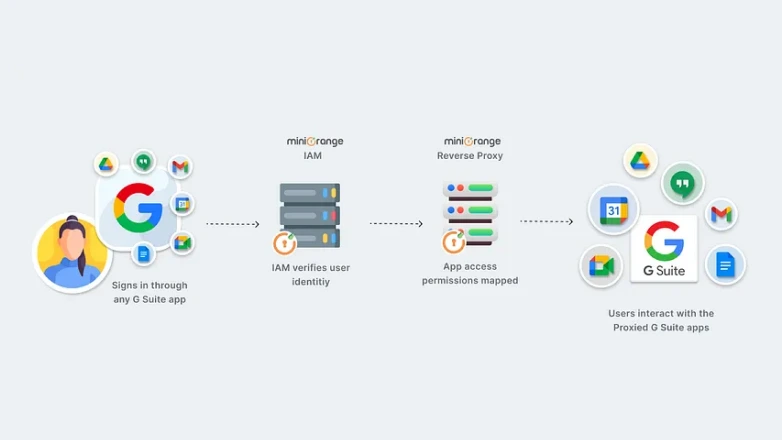 miniOrange
IAM
miniOrange
Reverse Proxy
31
G Suite
Signs in through
any G Suite app
IAM verifies user
identitiy
App access
permissions mapped
Users interact with the
Proxied G Suite apps